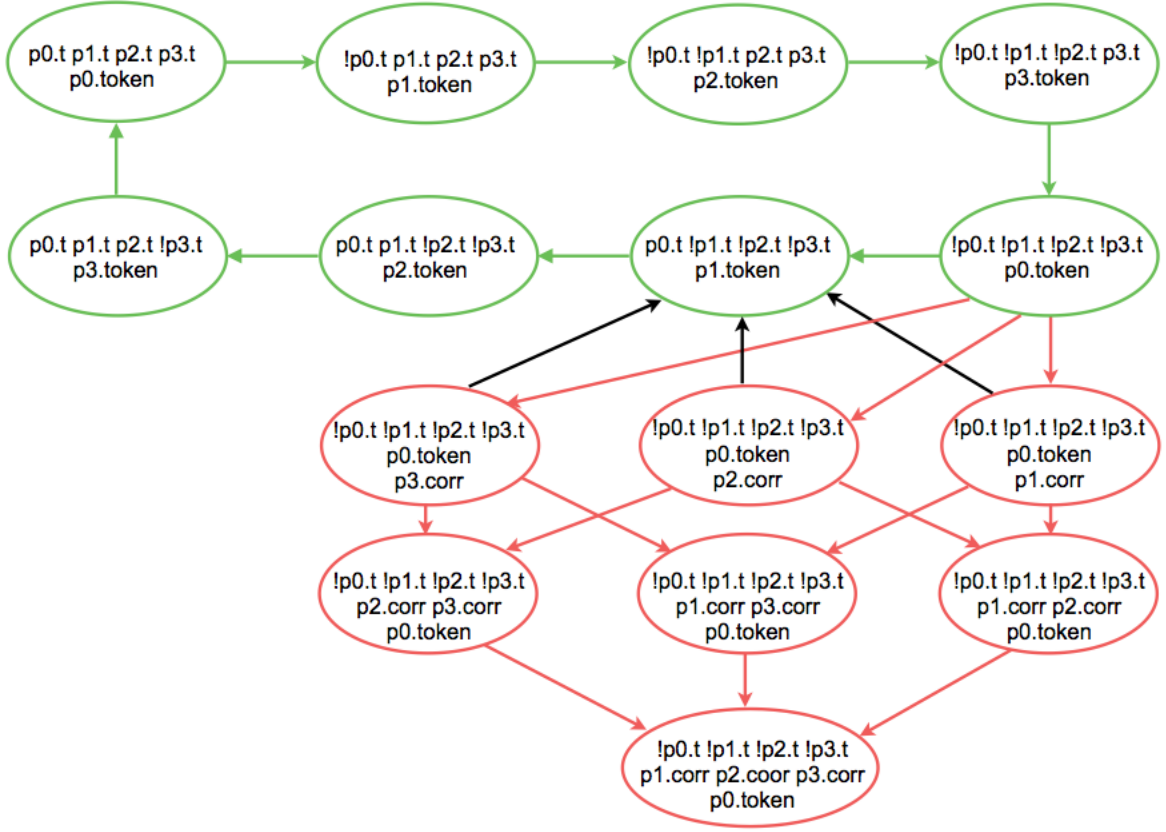 p0.t p1.t p2.t p3.t
p0.token
!p0.t p1.t p2.t p3.t
p1.token
!p0.t !p1.t p2.t p3.t
p2.token
!p0.t !p1.t !p2.t p3.t
p3.token
p0.t p1.t p2.t !p3.t
p3.token
p0.t p1.t !p2.t !p3.t
p2.token
p0.t !p1.t !p2.t !p3.t
p1.token
!p0.t !p1.t !p2.t !p3.t
p0.token
!p0.t !p1.t !p2.t !p3.t
p0.token
p3.corr
!p0.t !p1.t !p2.t !p3.t
p0.token
p2.corr
!p0.t !p1.t !p2.t !p3.t
p0.token
p1.corr
!p0.t !p1.t !p2.t !p3.t
p2.corr p3.corr
p0.token
!p0.t !p1.t !p2.t !p3.t
p1.corr p3.corr
p0.token
!p0.t !p1.t !p2.t !p3.t
p1.corr p2.corr
p0.token
!p0.t !p1.t !p2.t !p3.t
p1.corr p2.coor p3.corr
p0.token